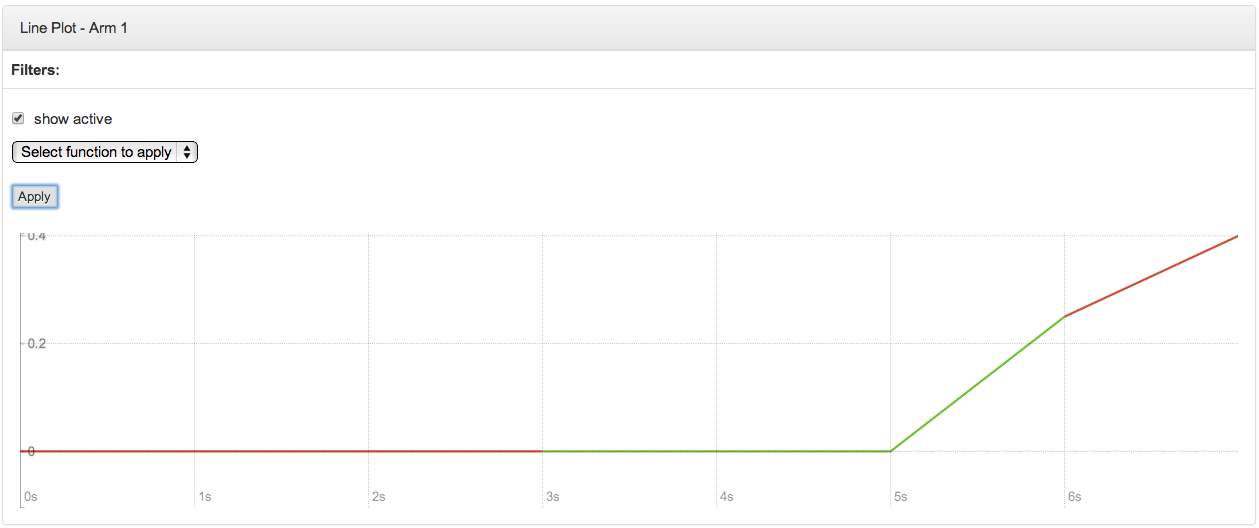 Line Plot - Arm 1
Filters:
show active
Select function to apply
Apply
0.4
0.2
0
0s 1s 2s 3s 4s 5s 6s